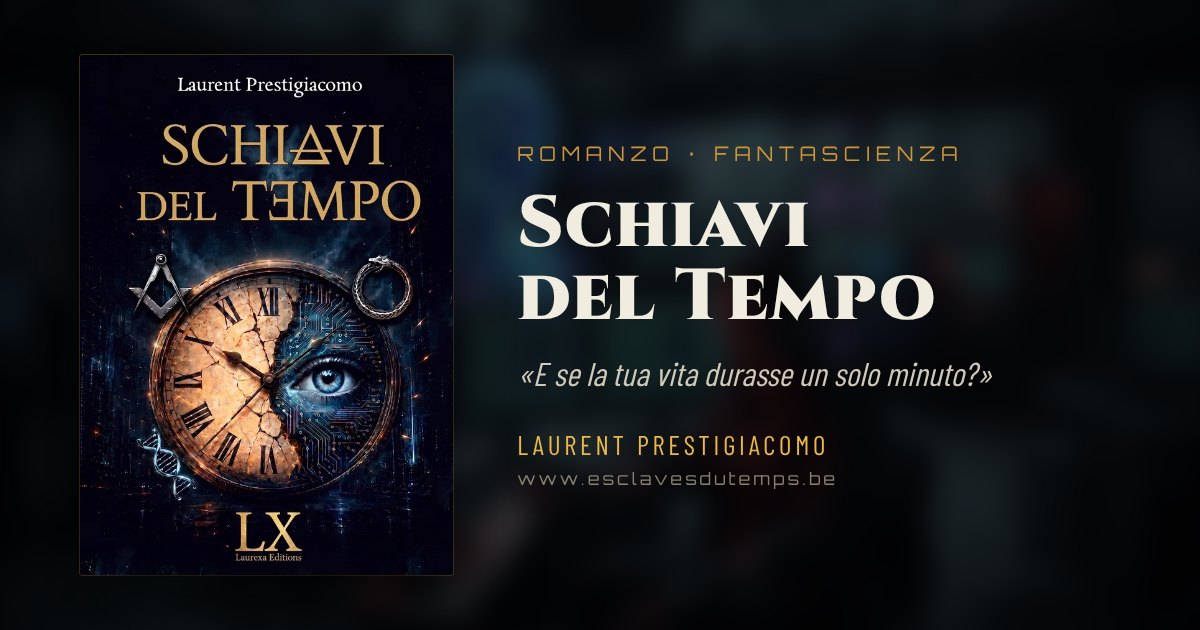 Laurent Prestigiacomo
SCHIAVI
DEL TEMPO
XII
LX
Laurexa Editions
ROMANZO · FANTASCIENZA
SCHIAVI
DEL TEMPO
«E se la tua vita durasse un solo minuto?»
LAURENT PRESTIGIACOMO
www.esclavesdutemps.be